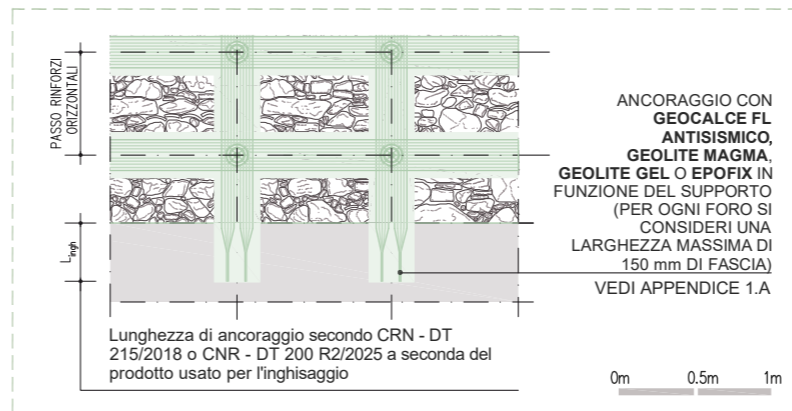 PASSO RINFORZI
ORIZZONTALI
ANCORAGGIO CON
GEOCALCE FL
ANTISISMICO,
GEOLITE MAGMA,
GEOLITE GEL O EPOFIX IN
FUNZIONE DEL SUPPORTO
(PER OGNI FORO SI
CONSIDERI UNA
LARGHEZZA MASSIMA DI
150 mm DI FASCIA)
VEDI APPENDICE 1.A
Lingh
Lunghezza di ancoraggio secondo CRN - DT
215/2018 o CNR - DT 200 R2/2025 a seconda del
prodotto usato per l'inghisaggio
0m 0.5m 1m